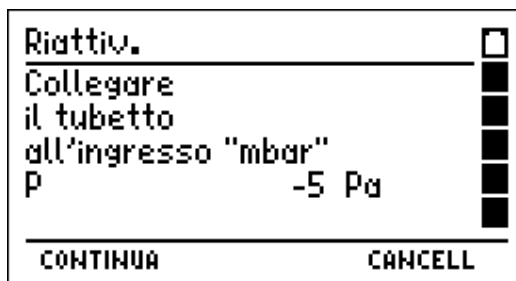 Riattiv.
Collegare
il tubetto
all'ingresso "mbar"
P -5 Pa
CONTINUA CANCELL